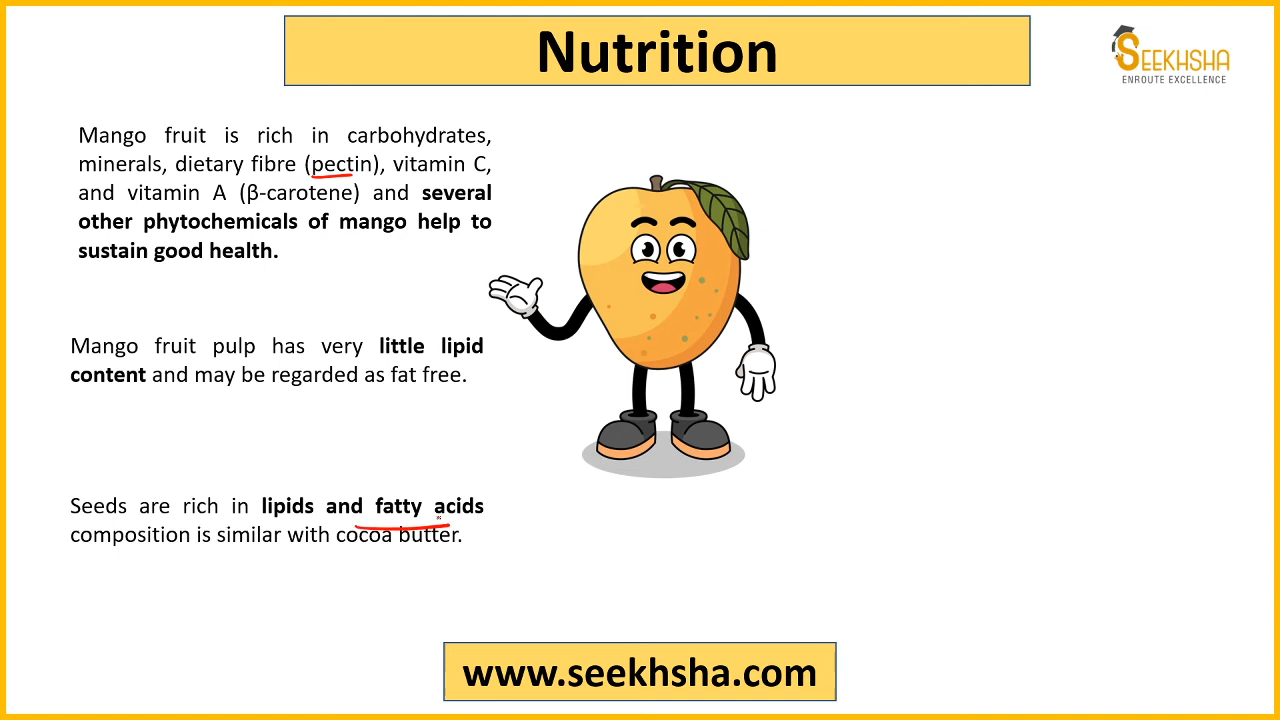 Nutrition
SEEKHSHA
ENROUTE EXCELLENCE
Mango fruit is rich in carbohydrates,
minerals, dietary fibre (pectin), vitamin C,
and vitamin A (β-carotene) and several
other phytochemicals of mango help to
sustain good health.
Mango fruit pulp has very little lipid
content and may be regarded as fat free.
Seeds are rich in lipids and fatty acids
composition is similar with cocoa butter.
www.seekhsha.com